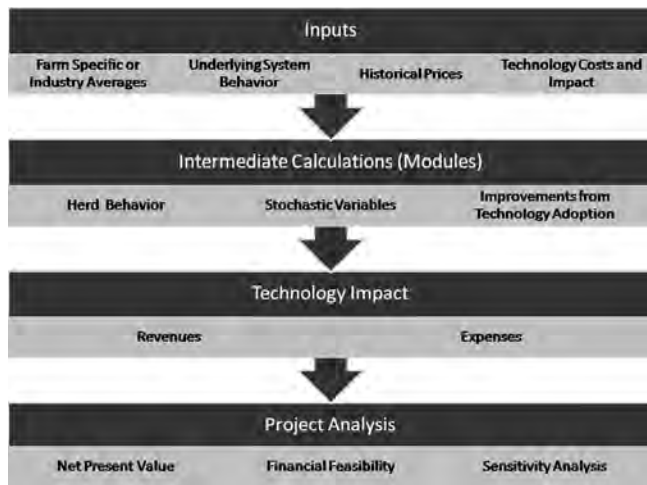 Inputs
Farm Specific or Underlying System Historical Prices Technology Costs and
Industry Averages Behavior Impact
Intermediate Calculations (Modules)
Herd Behavior Stochastic Variables Improvements from
Technology Adoption
Technology Impact
Revenues Expenses
Project Analysis
Net Present Value Financial Feasibility Sensitivity Analysis